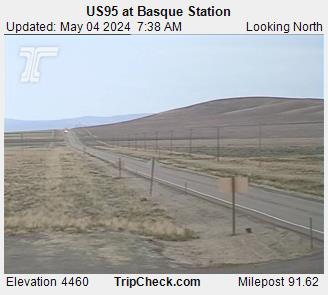 US95 at Basque Station
Updated: May 04 2024 7:38 AM Looking North
Elevation 4460 TripCheck.com Milepost 91.62